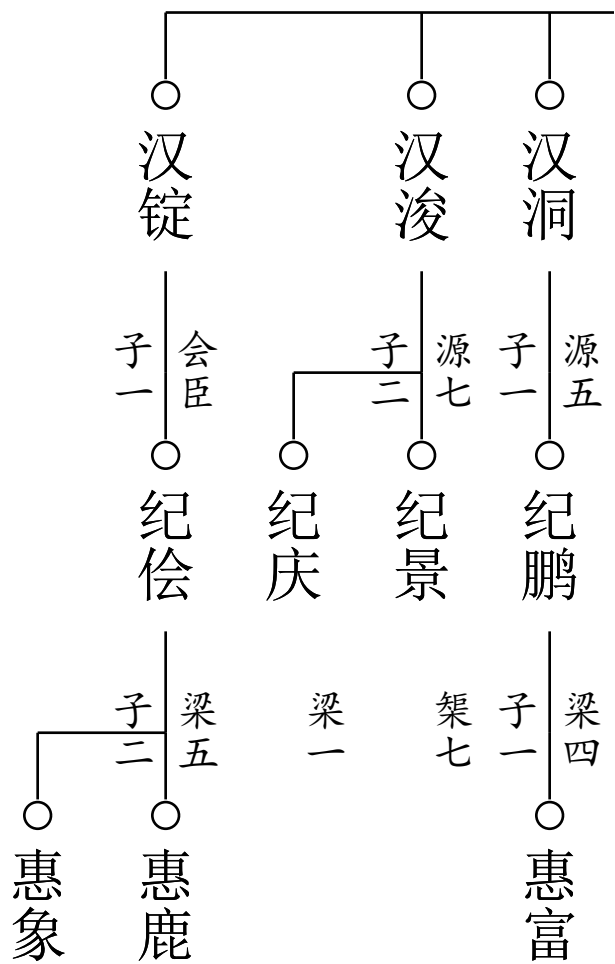 汉洞
汉浚
汉锭
源五
子一
源七
子二
会臣
子一
纪鹏
纪景
纪庆
纪侩
梁四
子一
榘七
梁一
梁五
子二
惠富
惠鹿
惠象